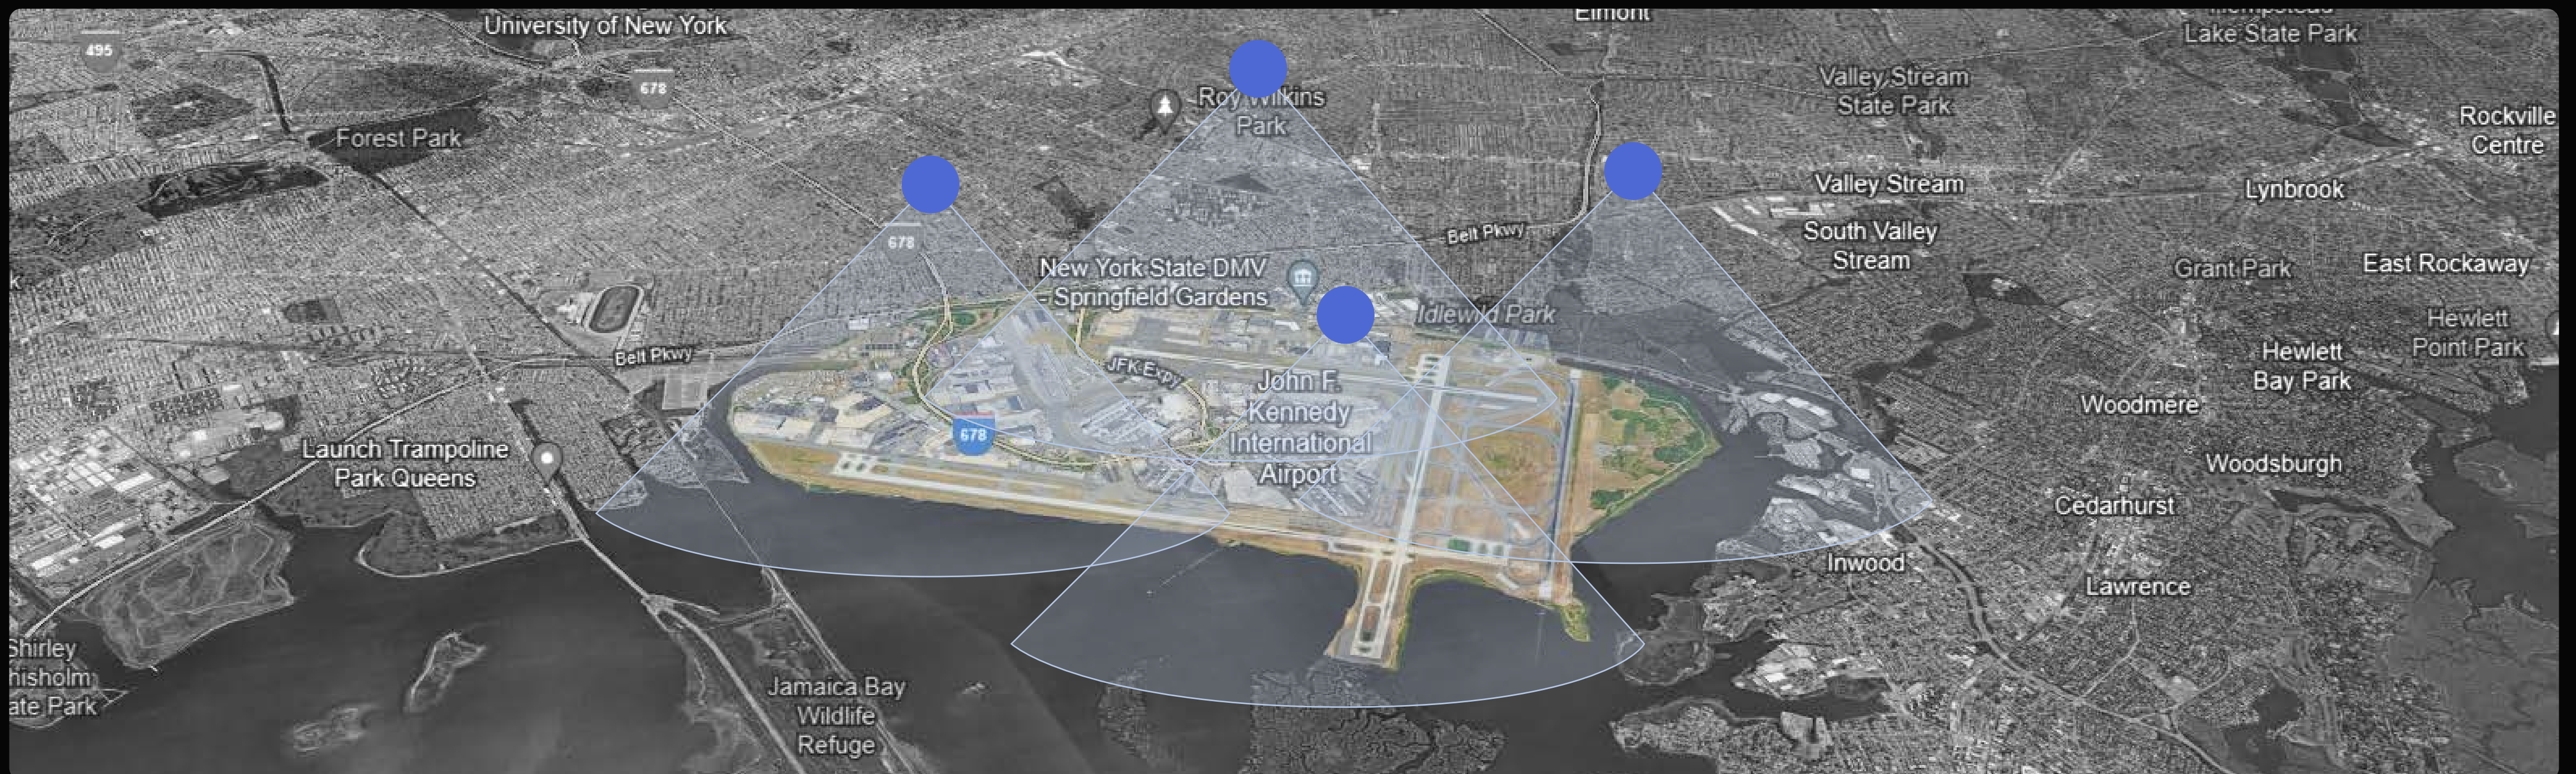 Elmont
University of New York
Lake State Park
495
678
Valley Stream
State Park
Roy Wilkins
Park
Rockville
Centre
Forest Park
Valley Stream
Lynbrook
678
Belt Pkwy
South Valley
Stream
New York State DMV
- Springfield Gardens
Grant Park
East Rockaway
k
Idlewild Park
Hewlett
Point Park
Belt Pkwy
JFK Expy
Hewlett
Bay Park
John F.
Kennedy
International
Airport
Woodmere
678
Launch Trampoline
Park Queens
Woodsburgh
Cedarhurst
Inwood
Lawrence
Shirley
hisholm
ate Park
Jamaica Bay
Wildlife
Refuge